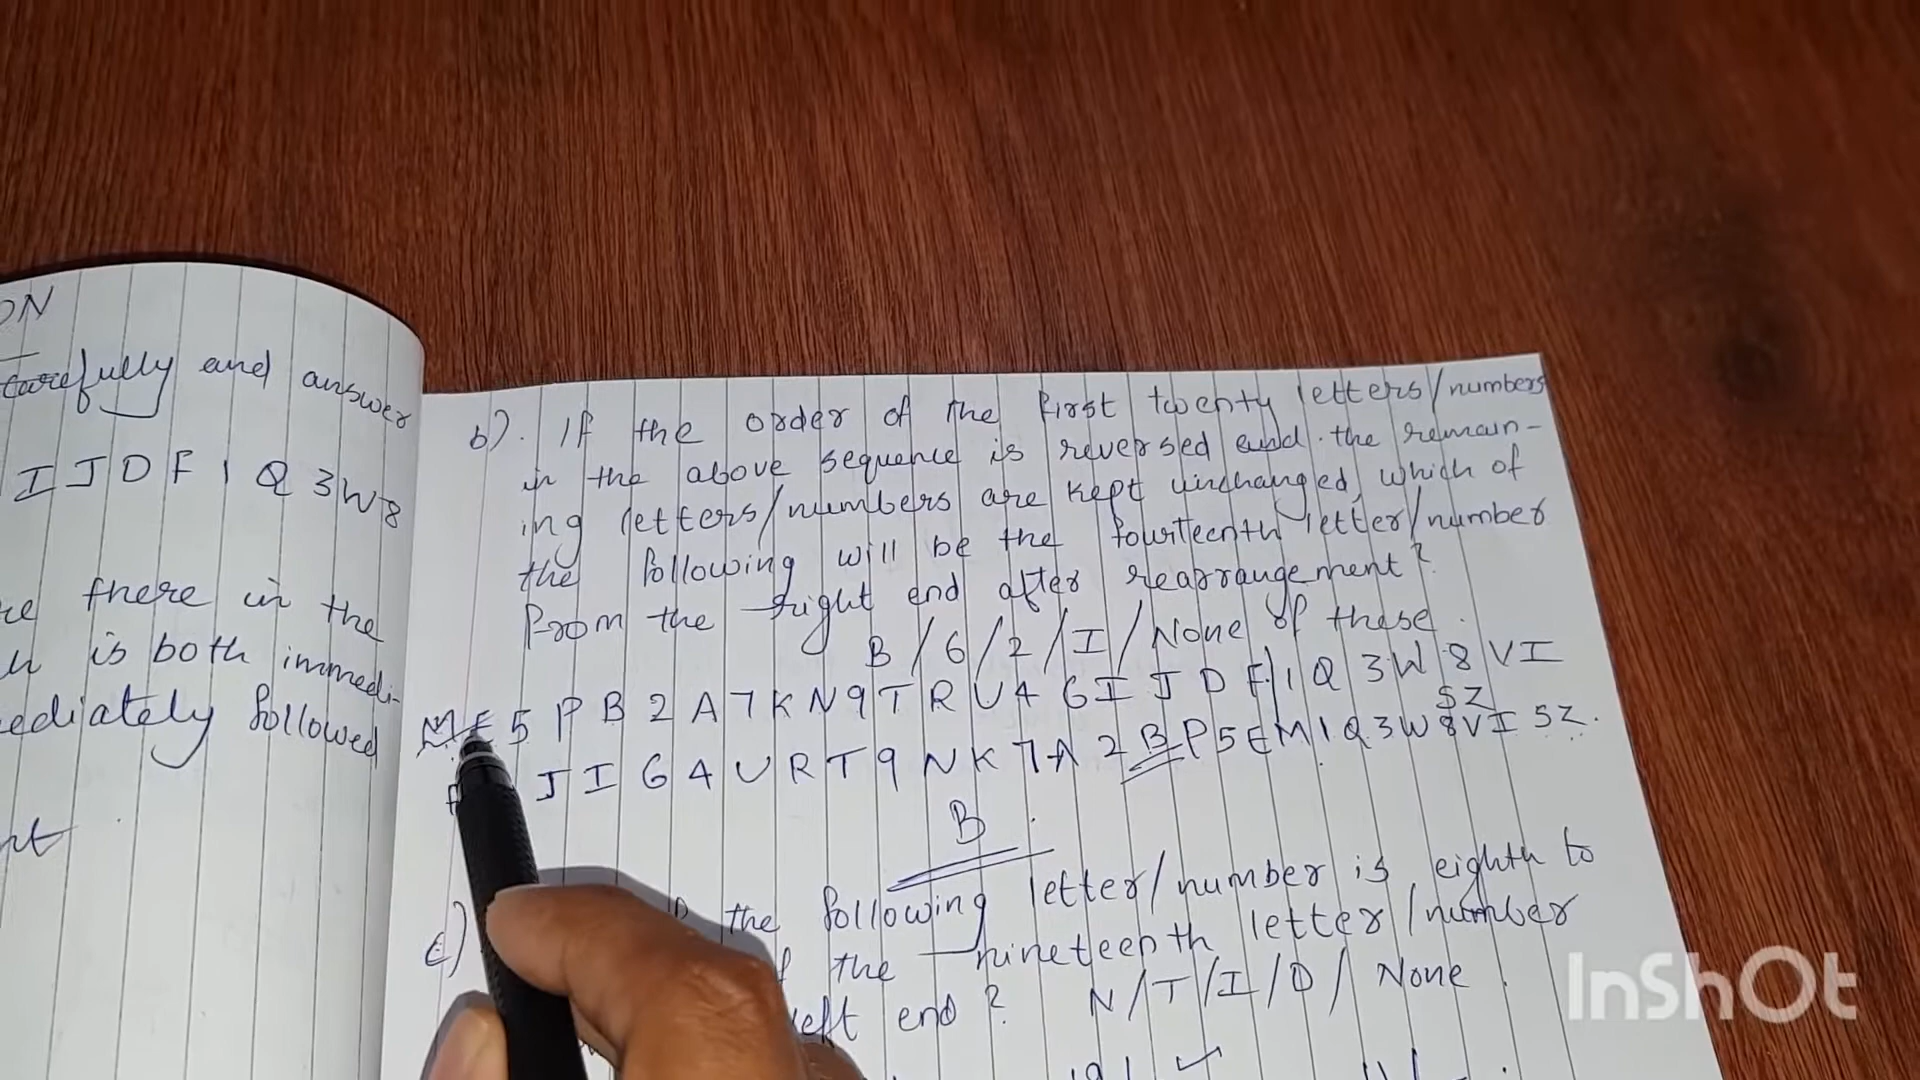 ON
Carefully and answer
I J D F 1 Q 3 W 8
there in the
is both immedi-
ediately followed
b). If the order of the first twenty letters/numbers
in the above sequence is reversed and the remain-
ing letters/numbers are kept unchanged, which of
the following will be the fourteenth letter/number
from the right end after rearrangement?
B / 6 / 2 / I / None of these.
M E 5 P B 2 A 7 K N 9 T R U 4 6 I J D F 1 Q 3 W 8 V I
S Z
J I 6 4 U R T 9 N K 7 A 2 B P 5 E M 1 Q 3 W 8 V I S Z.
B
c) the following letter/number is eighth to
the nineteenth letter/number
left end? N/T/I/D/ None
InShOt